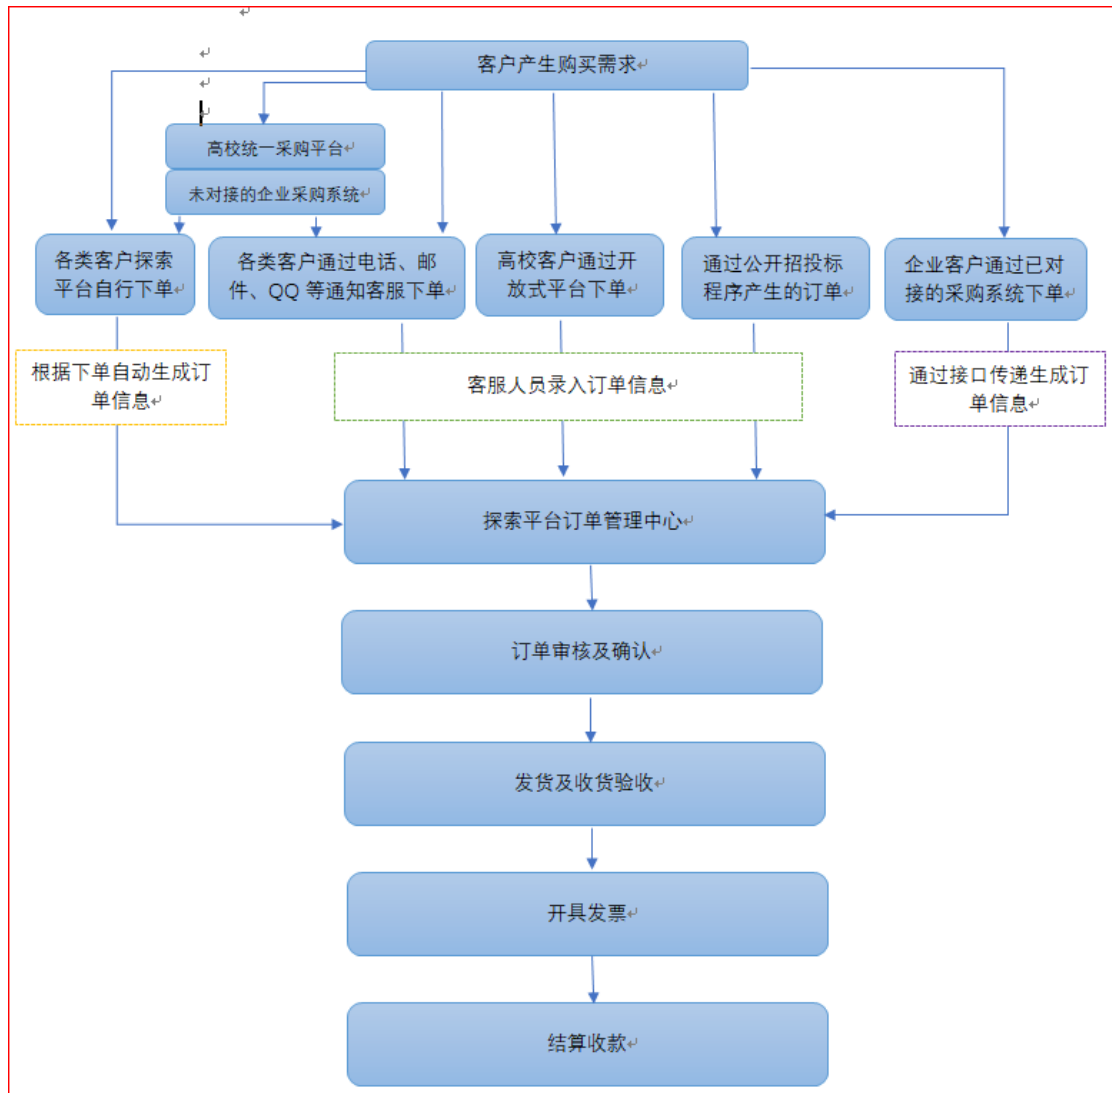 客户产生购买需求
高校统一采购平台
未对接的企业采购系统
各类客户探索
平台自行下单
各类客户通过电话、邮
件、QQ 等通知客服下单
高校客户通过开
放式平台下单
通过公开招投标
程序产生的订单
企业客户通过已对
接的采购系统下单
根据下单自动生成订
单信息
客服人员录入订单信息
通过接口传递生成订
单信息
探索平台订单管理中心
订单审核及确认
发货及收货验收
开具发票
结算收款